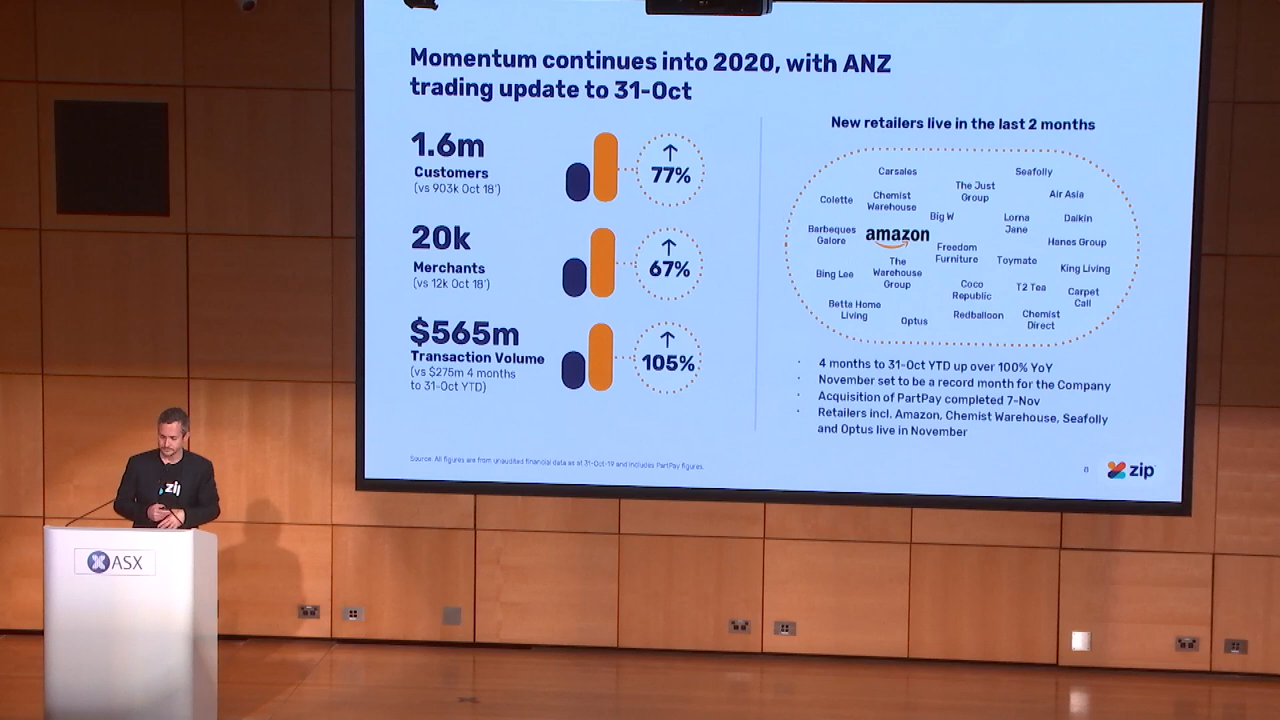 Momentum continues into 2020, with ANZ
trading update to 31-Oct
1.6m
Customers
(vs 903k Oct 18')
77%
20k
Merchants
(vs 12k Oct 18')
67%
$565m
Transaction Volume
(vs $275m 4 months
to 31-Oct YTD)
105%
New retailers live in the last 2 months
Carsales
Seafolly
Colette
Chemist
Warehouse
The Just
Group
Air Asia
Big W
Lorna
Jane
Daikin
Barbeques
Galore
amazon
Freedom
Furniture
Hanes Group
Toymate
Bing Lee
The
Warehouse
Group
King Living
Coco
Republic
T2 Tea
Carpet
Call
Betta Home
Living
Optus
Redballoon
Chemist
Direct
· 4 months to 31-Oct YTD up over 100% YoY
· November set to be a record month for the Company
· Acquisition of PartPay completed 7-Nov
· Retailers incl. Amazon, Chemist Warehouse, Seafolly
and Optus live in November
Source: All figures are from unaudited financial data as at 31-Oct-19 and includes PartPay figures.
8
zip
zip
ASX